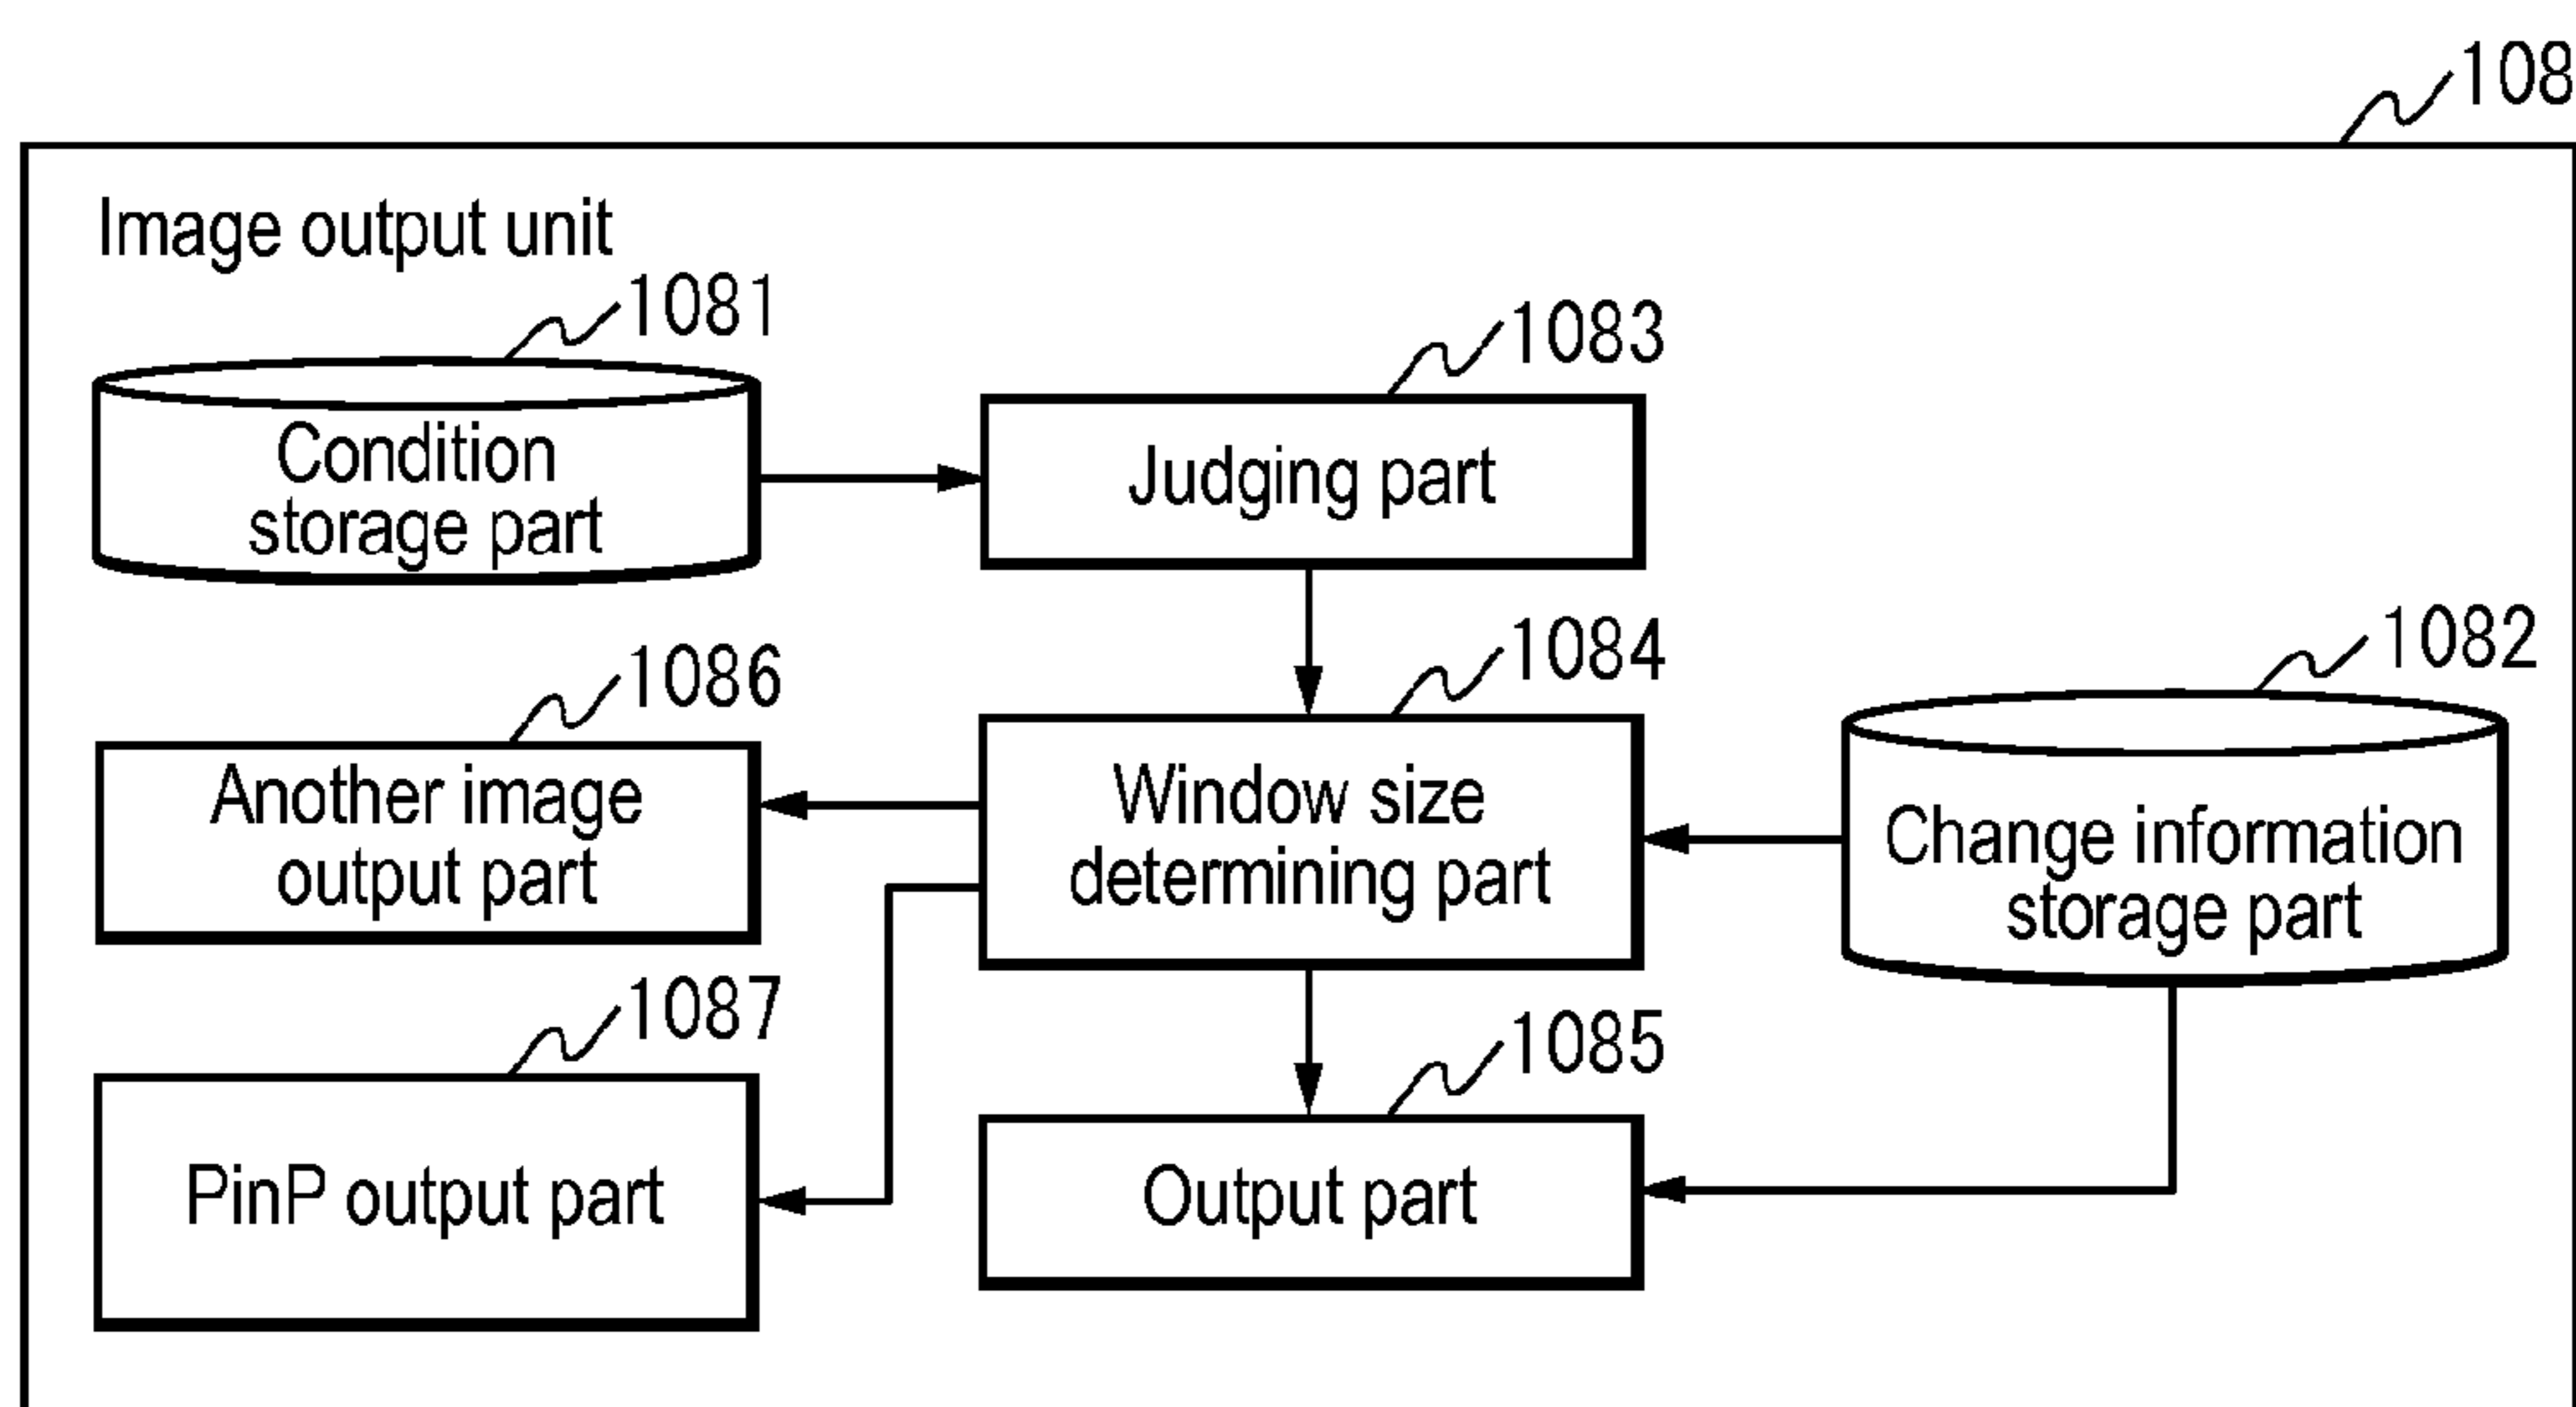 108
Image output unit
1081
1083
Condition
storage part
Judging part
1086
1084
1082
Another image
output part
Window size
determining part
Change information
storage part
1087
1085
PinP output part
Output part